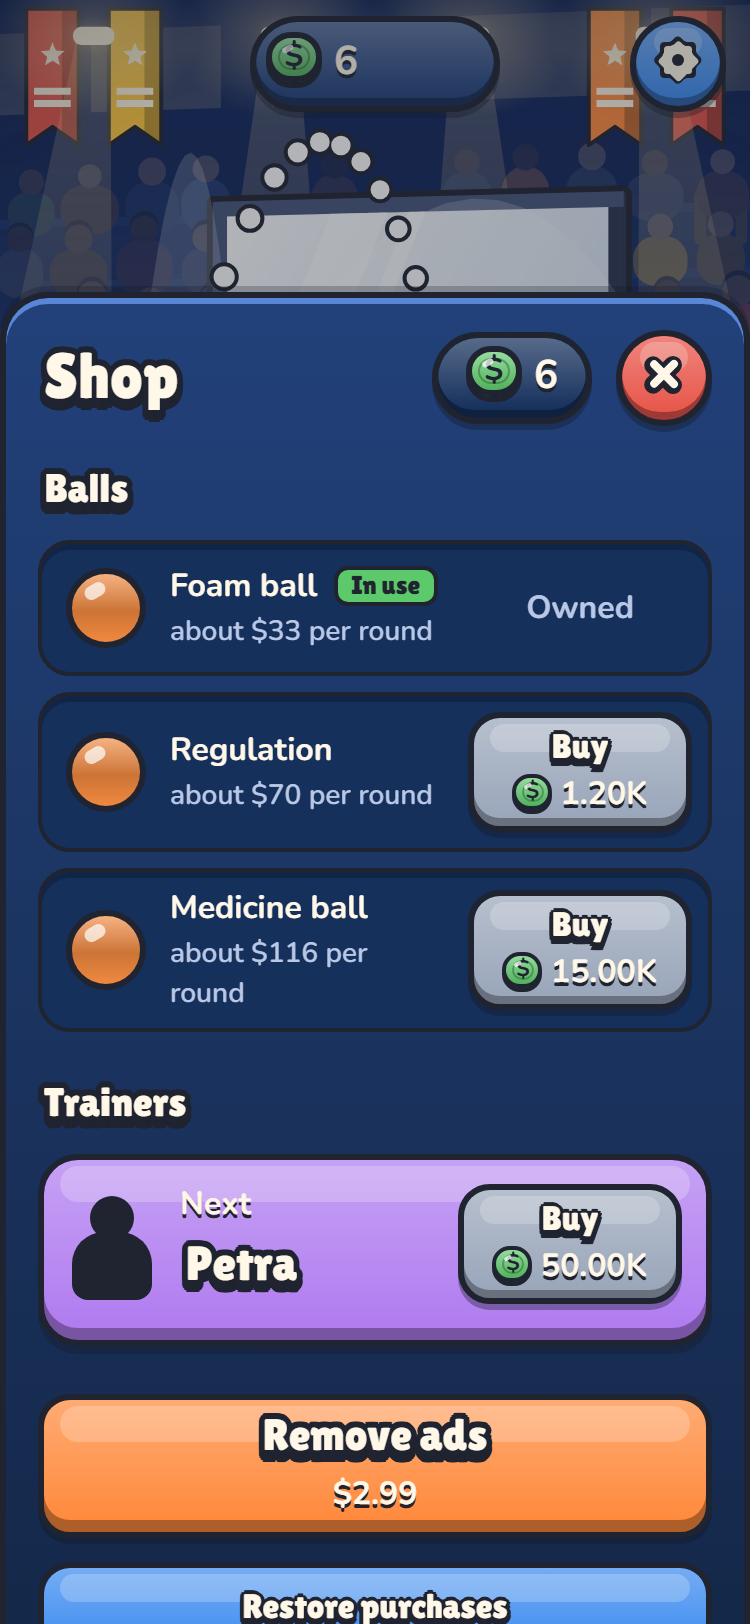 6
Shop
6
Balls
Foam ball In use
about $33 per round
Owned
Regulation
about $70 per round
Buy
1.20K
Medicine ball
about $116 per
round
Buy
15.00K
Trainers
Next
Petra
Buy
50.00K
Remove ads
$2.99
Restore purchases